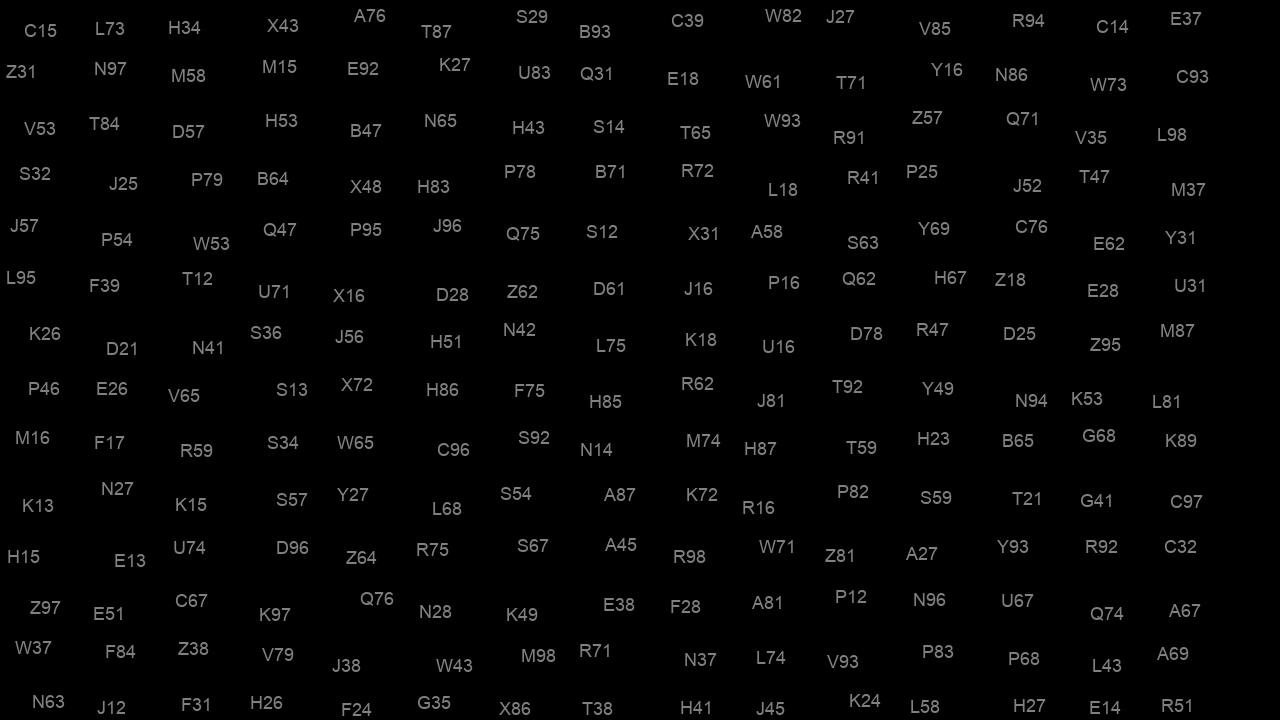 C15 L73 H34 X43 A76 T87 S29 B93 C39 W82 J27 V85 R94 C14 E37
Z31 N97 M58 M15 E92 K27 U83 Q31 E18 W61 T71 Y16 N86 W73 C93
V53 T84 D57 H53 B47 N65 H43 S14 T65 W93 R91 Z57 Q71 V35 L98
S32 J25 P79 B64 X48 H83 P78 B71 R72 L18 R41 P25 J52 T47 M37
J57 P54 W53 Q47 P95 J96 Q75 S12 X31 A58 S63 Y69 C76 E62 Y31
L95 F39 T12 U71 X16 D28 Z62 D61 J16 P16 Q62 H67 Z18 E28 U31
K26 D21 N41 S36 J56 H51 N42 L75 K18 U16 D78 R47 D25 Z95 M87
P46 E26 V65 S13 X72 H86 F75 H85 R62 J81 T92 Y49 N94 K53 L81
M16 F17 R59 S34 W65 C96 S92 N14 M74 H87 T59 H23 B65 G68 K89
K13 N27 K15 S57 Y27 L68 S54 A87 K72 R16 P82 S59 T21 G41 C97
H15 E13 U74 D96 Z64 R75 S67 A45 R98 W71 Z81 A27 Y93 R92 C32
Z97 E51 C67 K97 Q76 N28 K49 E38 F28 A81 P12 N96 U67 Q74 A67
W37 F84 Z38 V79 J38 W43 M98 R71 N37 L74 V93 P83 P68 L43 A69
N63 J12 F31 H26 F24 G35 X86 T38 H41 J45 K24 L58 H27 E14 R51